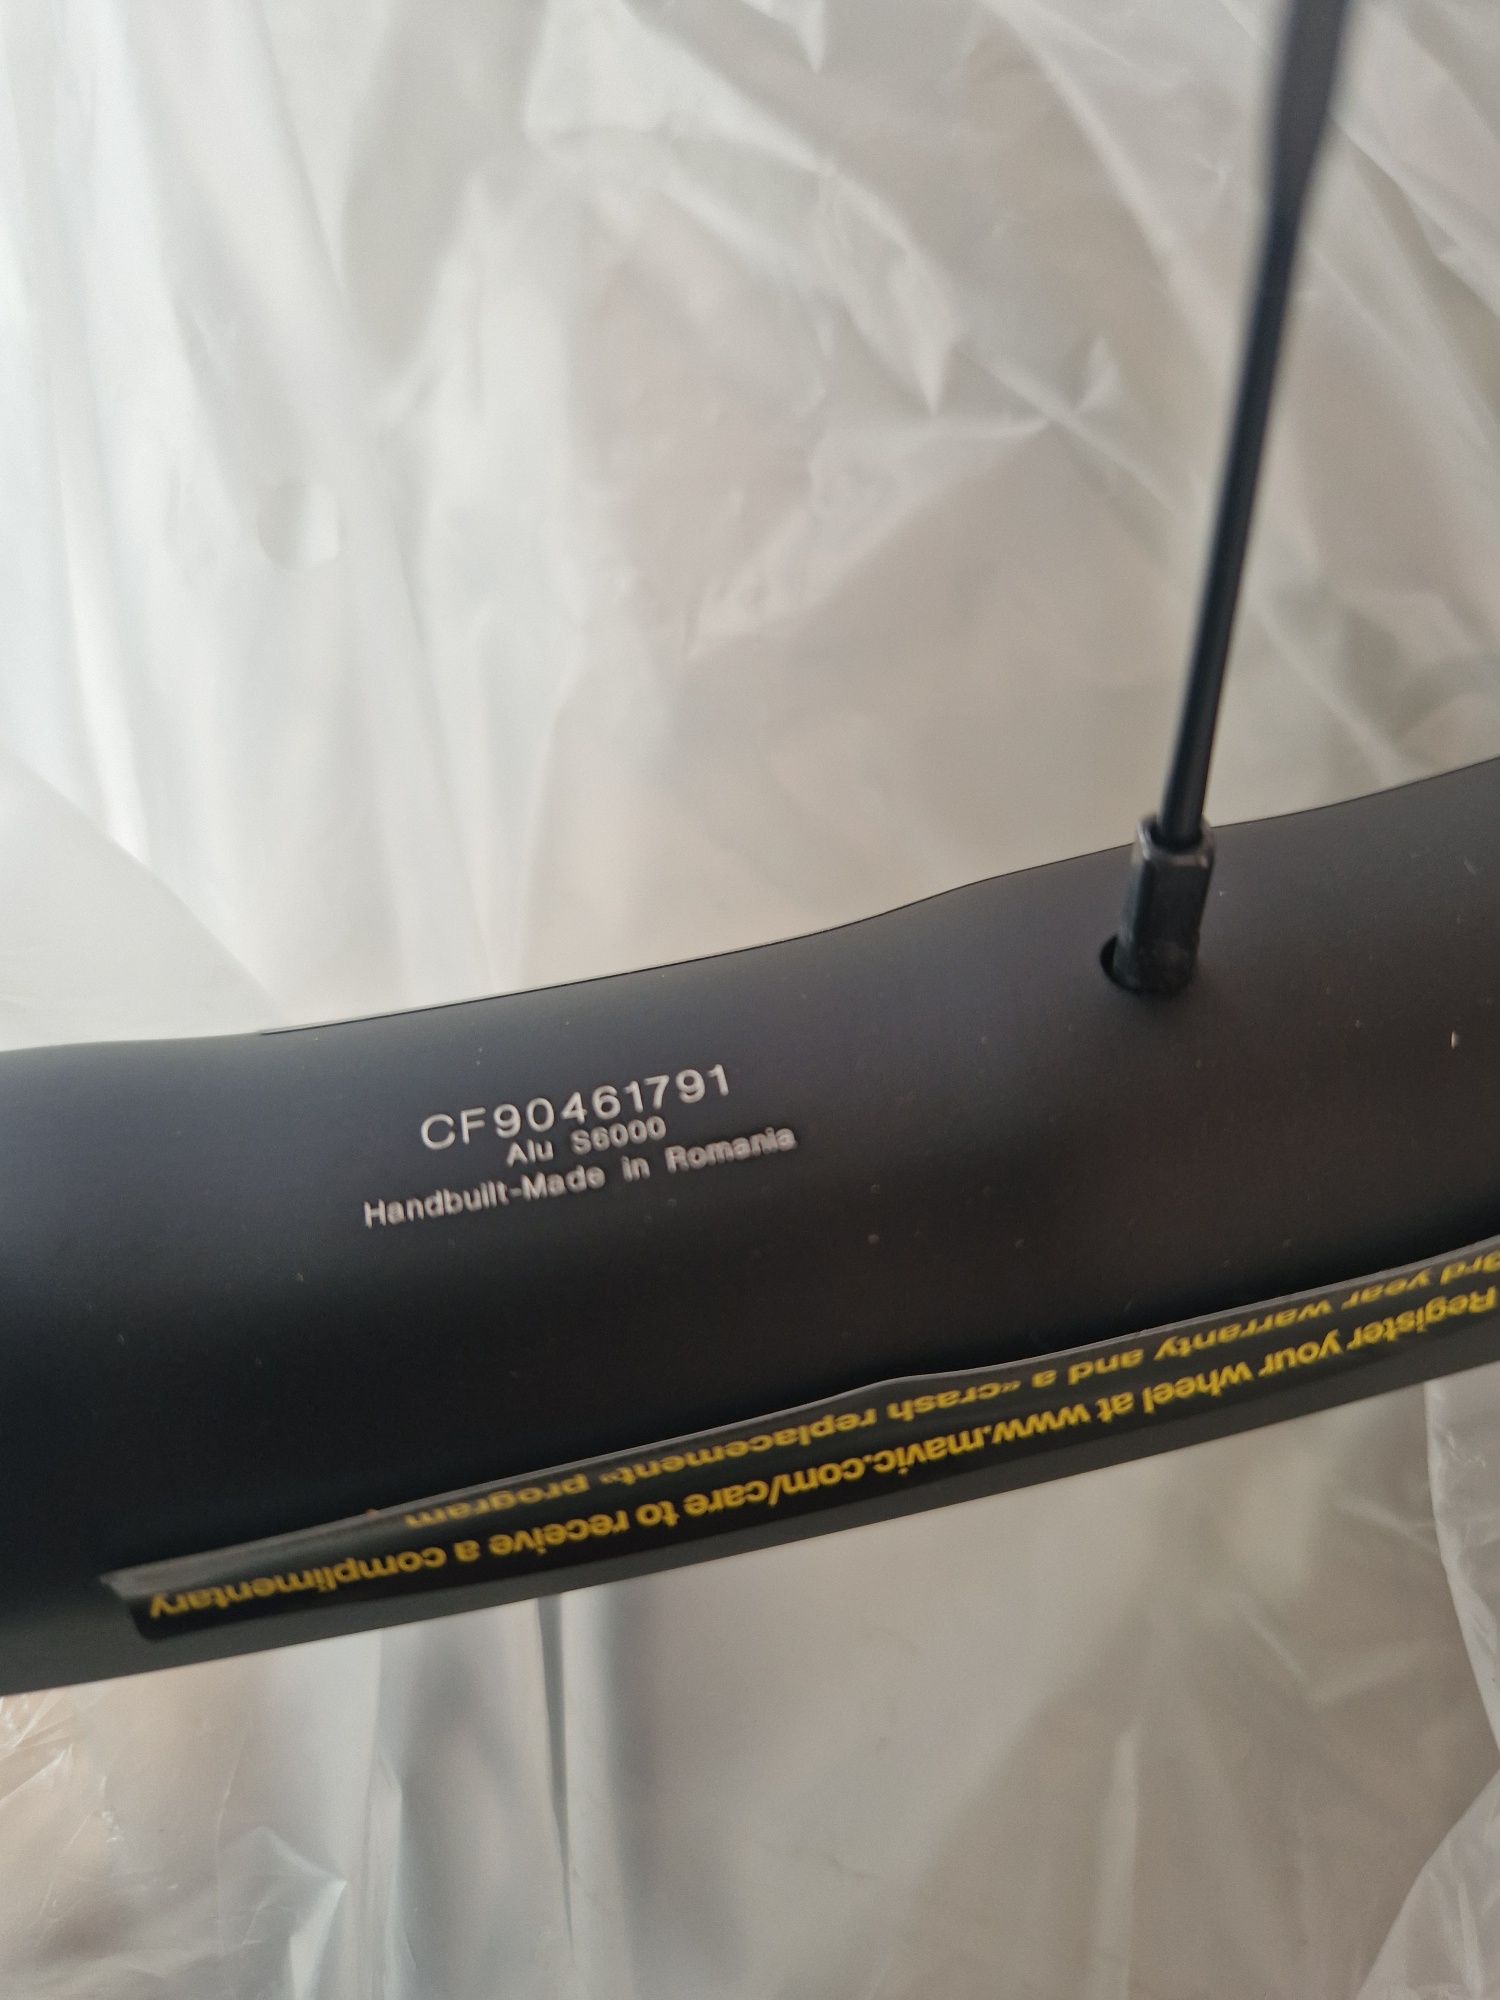 CF90461791
Alu S6000
Handbuilt-Made in Romania
Register your wheel at www.mavic.com/care to receive a complimentary
3rd year warranty and a «crash replacement» program